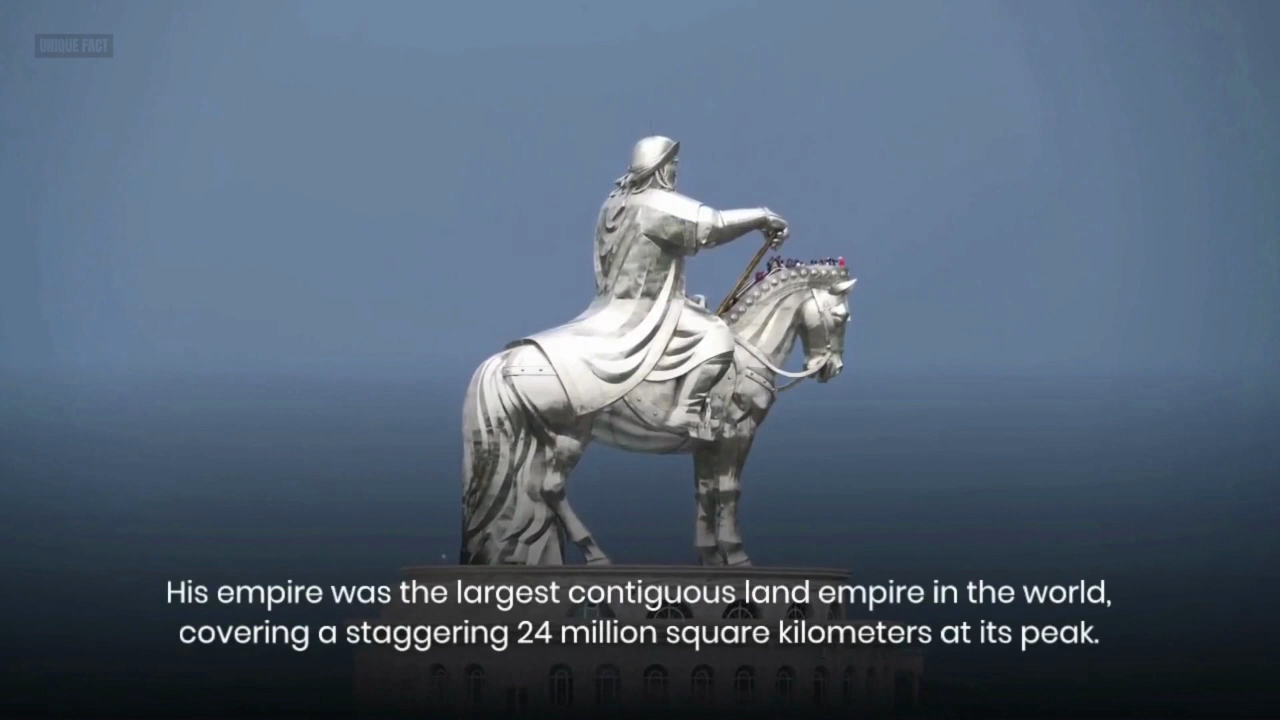 UNIQUE FACT
His empire was the largest contiguous land empire in the world,
covering a staggering 24 million square kilometers at its peak.